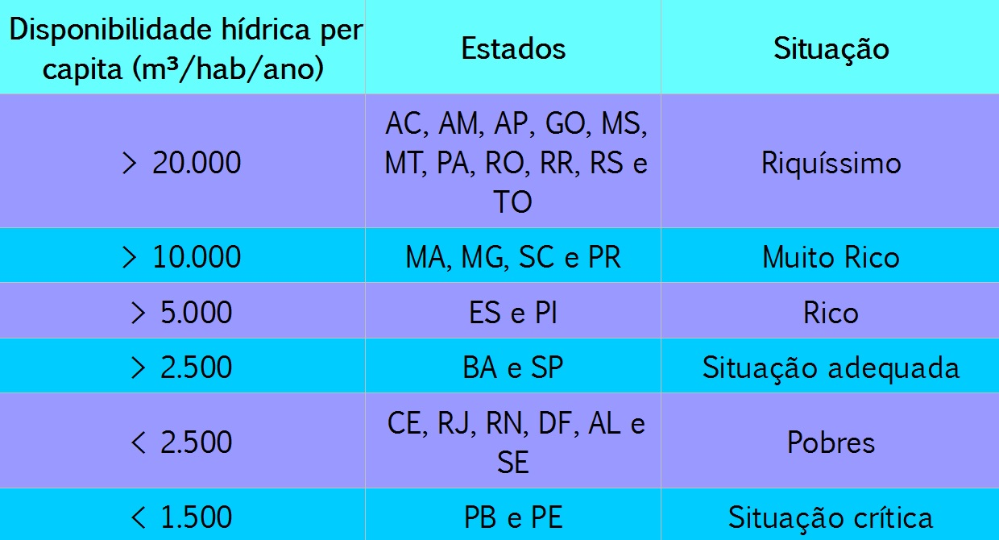 Disponibilidade hídrica per
capita (m³/hab/ano)
Estados
Situação
> 20.000
AC, AM, AP, GO, MS,
MT, PA, RO, RR, RS e
TO
Riquíssimo
> 10.000
MA, MG, SC e PR
Muito Rico
> 5.000
ES e PI
Rico
> 2.500
BA e SP
Situação adequada
< 2.500
CE, RJ, RN, DF, AL e
SE
Pobres
< 1.500
PB e PE
Situação crítica